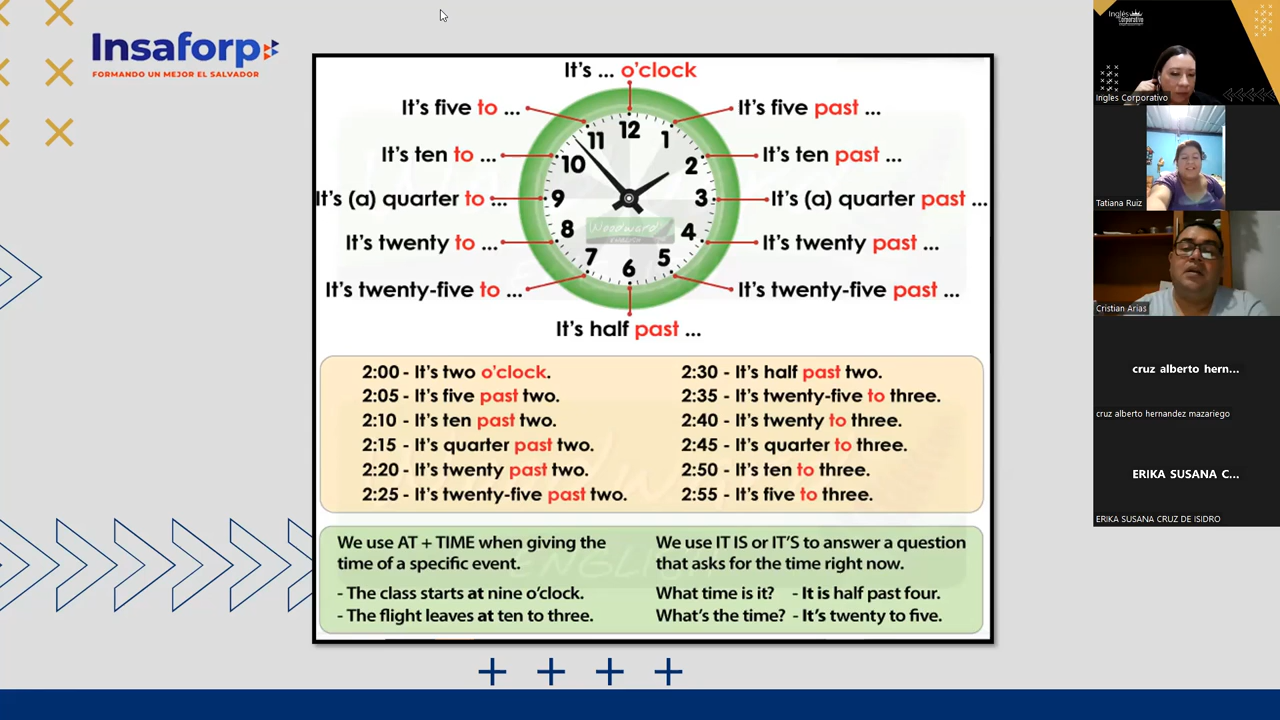 Insaforp
FORMANDO UN MEJOR EL SALVADOR
It's ... o'clock
It's five to ...
It's five past ...
It's ten to ...
It's ten past ...
It's (a) quarter to ...
It's (a) quarter past ...
It's twenty to ...
It's twenty past ...
It's twenty-five to ...
It's twenty-five past ...
It's half past ...
12
1
2
3
4
5
6
7
8
9
10
11
Woodward
ENGLISH
2:00 - It's two o'clock.
2:05 - It's five past two.
2:10 - It's ten past two.
2:15 - It's quarter past two.
2:20 - It's twenty past two.
2:25 - It's twenty-five past two.
2:30 - It's half past two.
2:35 - It's twenty-five to three.
2:40 - It's twenty to three.
2:45 - It's quarter to three.
2:50 - It's ten to three.
2:55 - It's five to three.
We use AT + TIME when giving the
time of a specific event.
- The class starts at nine o'clock.
- The flight leaves at ten to three.
We use IT IS or IT'S to answer a question
that asks for the time right now.
What time is it? - It is half past four.
What's the time? - It's twenty to five.
Inglés
Corporativo
Ingles Corporativo
Tatiana Ruiz
Cristian Arias
cruz alberto hern...
cruz alberto hernandez mazariego
ERIKA SUSANA C...
ERIKA SUSANA CRUZ DE ISIDRO